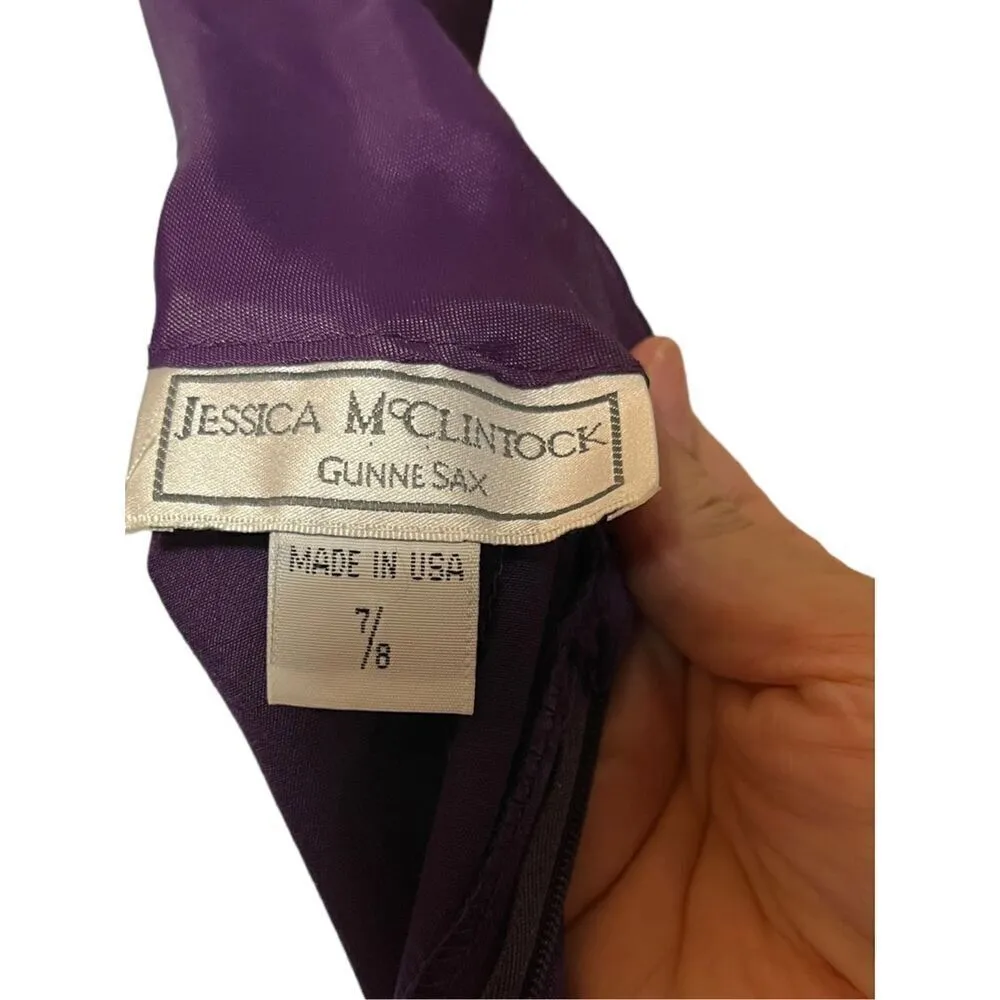 JESSICA McCLINTOCK
GUNNE SAX
MADE IN USA
7/8